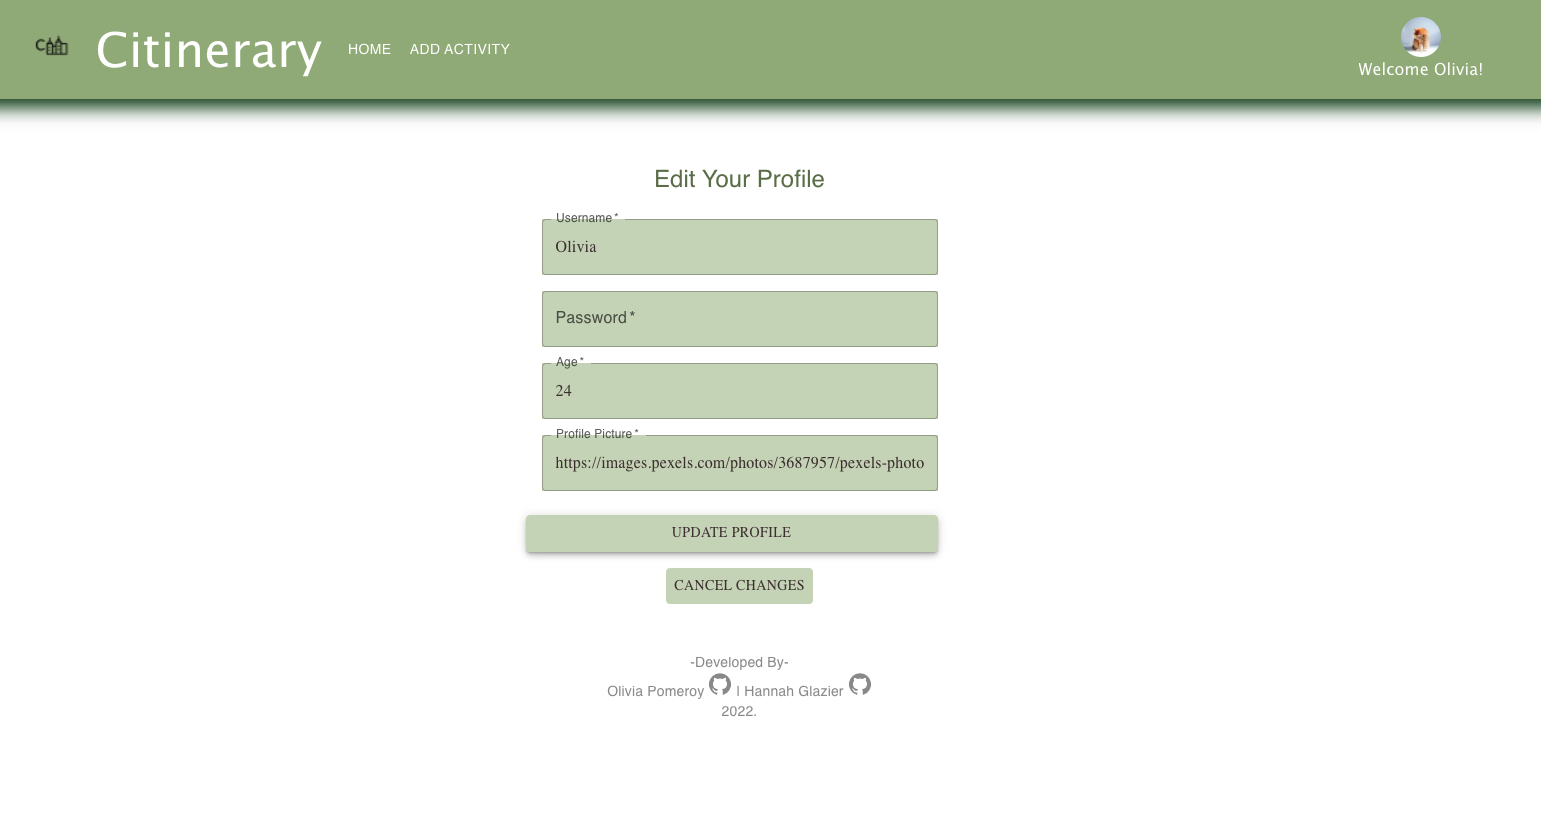 Citinerary HOME ADD ACTIVITY
Welcome Olivia!
Edit Your Profile
Username *
Olivia
Password *
Age *
24
Profile Picture *
https://images.pexels.com/photos/3687957/pexels-photo
UPDATE PROFILE
CANCEL CHANGES
-Developed By-
Olivia Pomeroy | Hannah Glazier
2022.